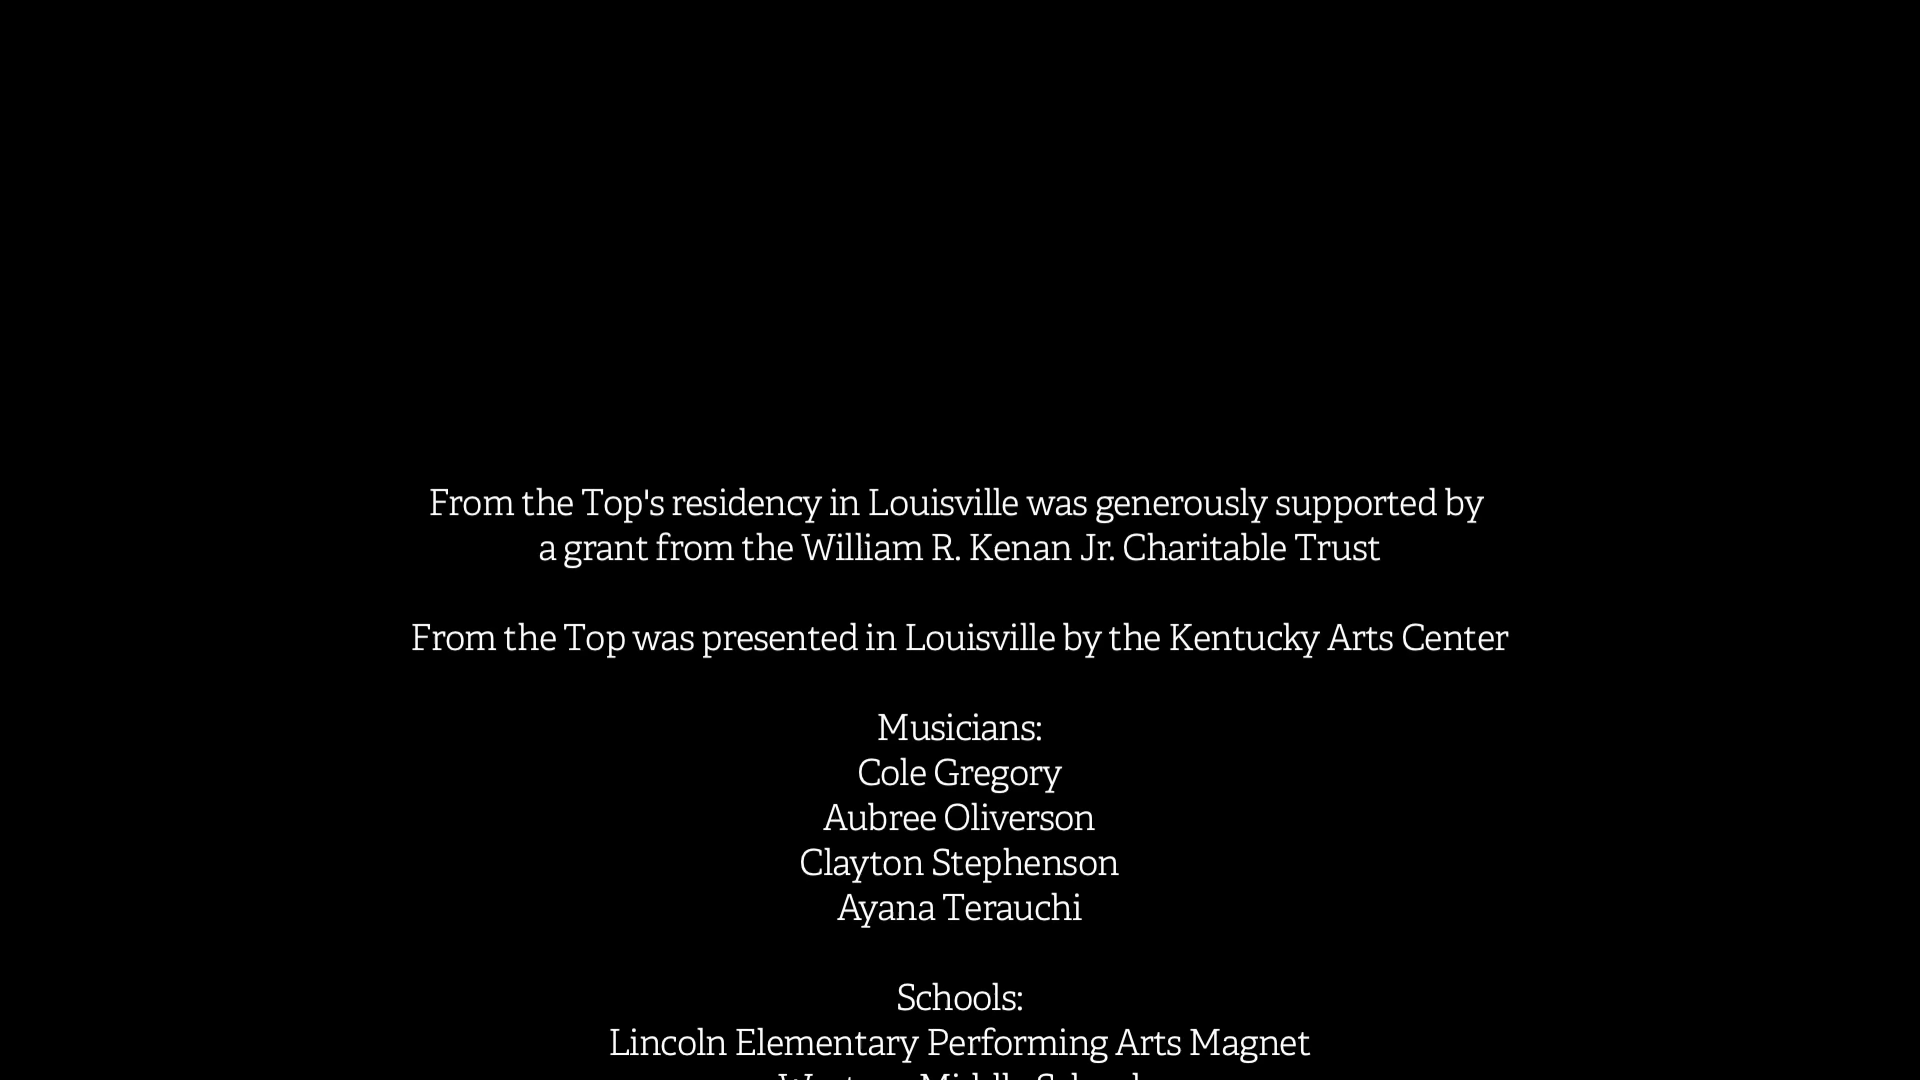 From the Top's residency in Louisville was generously supported by
a grant from the William R. Kenan Jr. Charitable Trust
From the Top was presented in Louisville by the Kentucky Arts Center
Musicians:
Cole Gregory
Aubree Oliverson
Clayton Stephenson
Ayana Terauchi
Schools:
Lincoln Elementary Performing Arts Magnet
Middle School